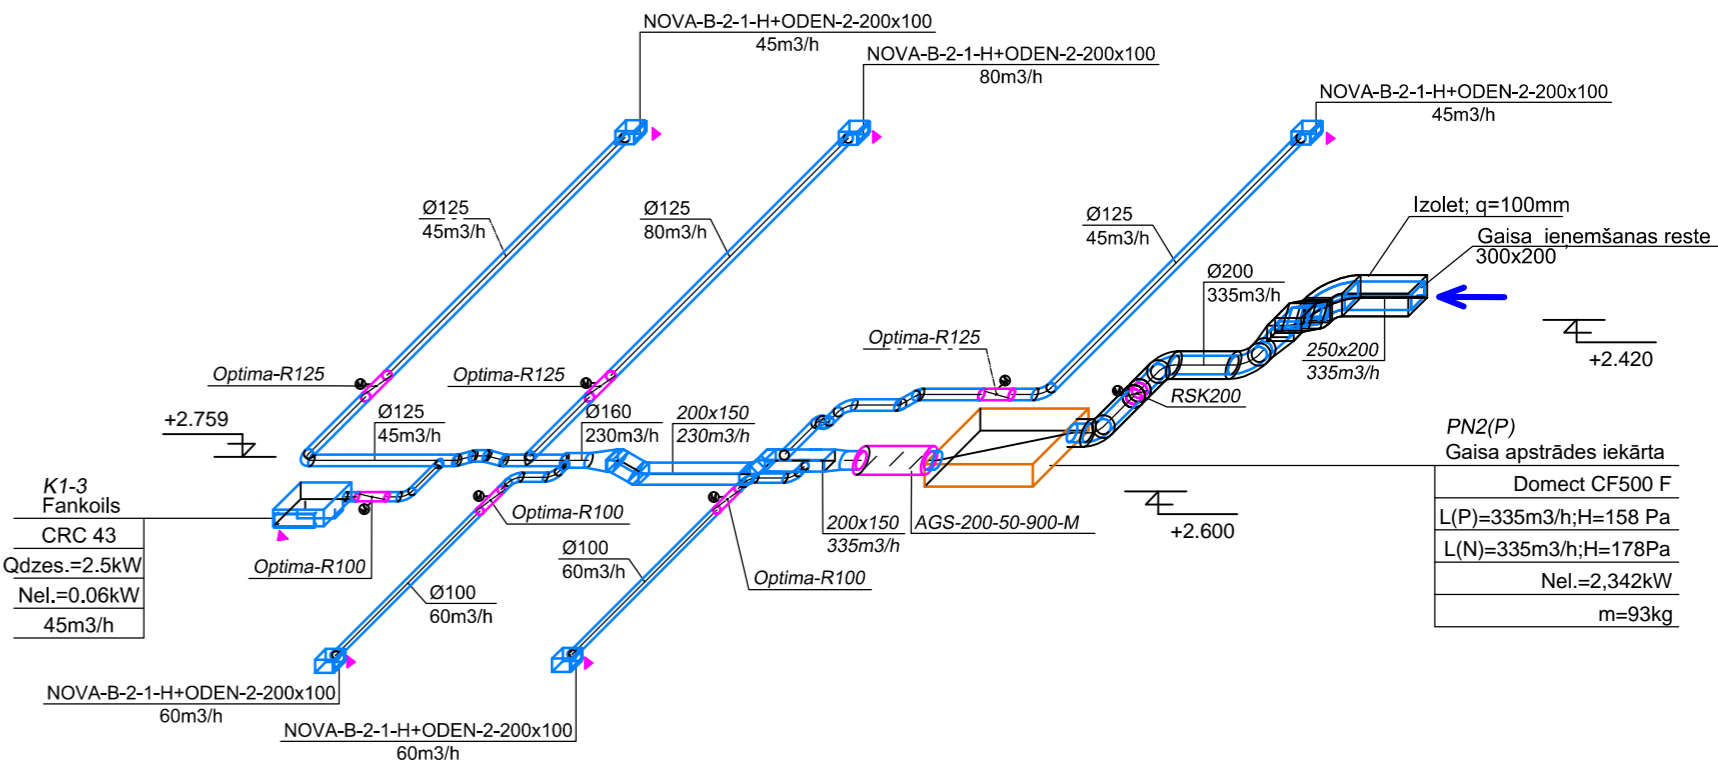 NOVA-B-2-1-H+ODEN-2-200x100
45m3/h
NOVA-B-2-1-H+ODEN-2-200x100
80m3/h
NOVA-B-2-1-H+ODEN-2-200x100
45m3/h
Ø125
45m3/h
Ø125
80m3/h
Ø125
45m3/h
Izolet; q=100mm
Gaisa ieņemšanas reste
300x200
Ø200
335m3/h
250x200
335m3/h
+2.420
Optima-R125
Optima-R125
Optima-R125
RSK200
+2.759
Ø125
45m3/h
Ø160
230m3/h
200x150
230m3/h
PN2(P)
Gaisa apstrādes iekārta
Domect CF500 F
L(P)=335m3/h;H=158 Pa
L(N)=335m3/h;H=178Pa
Nel.=2,342kW
m=93kg
K1-3
Fankoils
CRC 43
Qdzes.=2.5kW
Nel.=0.06kW
45m3/h
Optima-R100
Optima-R100
Optima-R100
200x150
335m3/h
AGS-200-50-900-M
+2.600
Ø100
60m3/h
Ø100
60m3/h
NOVA-B-2-1-H+ODEN-2-200x100
60m3/h
NOVA-B-2-1-H+ODEN-2-200x100
60m3/h